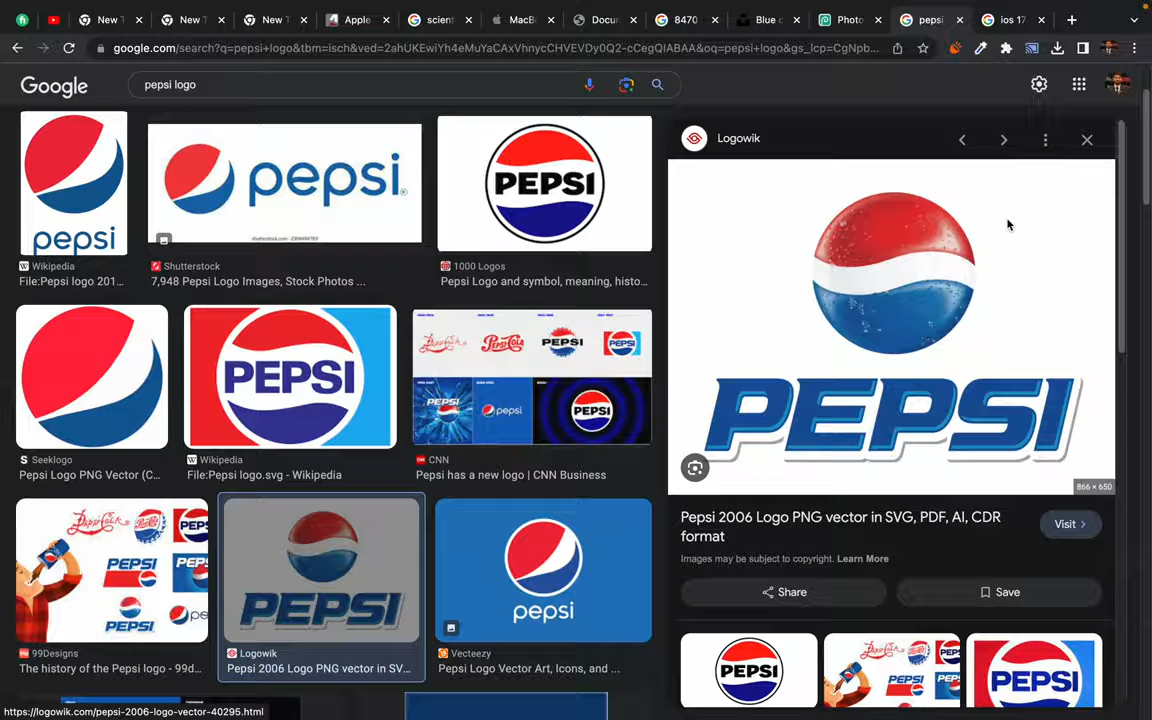 New T
New T
New T
Apple
scient
MacB
Docu
8470
Blue c
Photo
pepsi
ios 17
google.com/search?q=pepsi+logo&tbm=isch&ved=2ahUKEwiYh4eMuYaCAxVhnycCHVEVDy0Q2-cCegQIABAA&oq=pepsi+logo&gs_lcp=CgNpb...
Google
pepsi logo
pepsi
pepsi
PEPSI
W Wikipedia
File:Pepsi logo 201...
Shutterstock
7,948 Pepsi Logo Images, Stock Photos ...
1000 Logos
Pepsi Logo and symbol, meaning, histo...
PEPSI
Pepsi-Cola
PEPSI
PEPSI
PEPSI
pepsi
PEPSI
S Seeklogo
Pepsi Logo PNG Vector (C...
W Wikipedia
File:Pepsi logo.svg - Wikipedia
CNN
Pepsi has a new logo | CNN Business
PEPSI
PEPSI
PEPSI
pepsi
99 99Designs
The history of the Pepsi logo - 99d...
Logowik
Pepsi 2006 Logo PNG vector in SV...
Vecteezy
Pepsi Logo Vector Art, Icons, and ...
https://logowik.com/pepsi-2006-logo-vector-40295.html
Logowik
PEPSI
866 × 650
Pepsi 2006 Logo PNG vector in SVG, PDF, AI, CDR
format
Visit
Images may be subject to copyright. Learn More
Share
Save
PEPSI
PEPSI
PEPSI